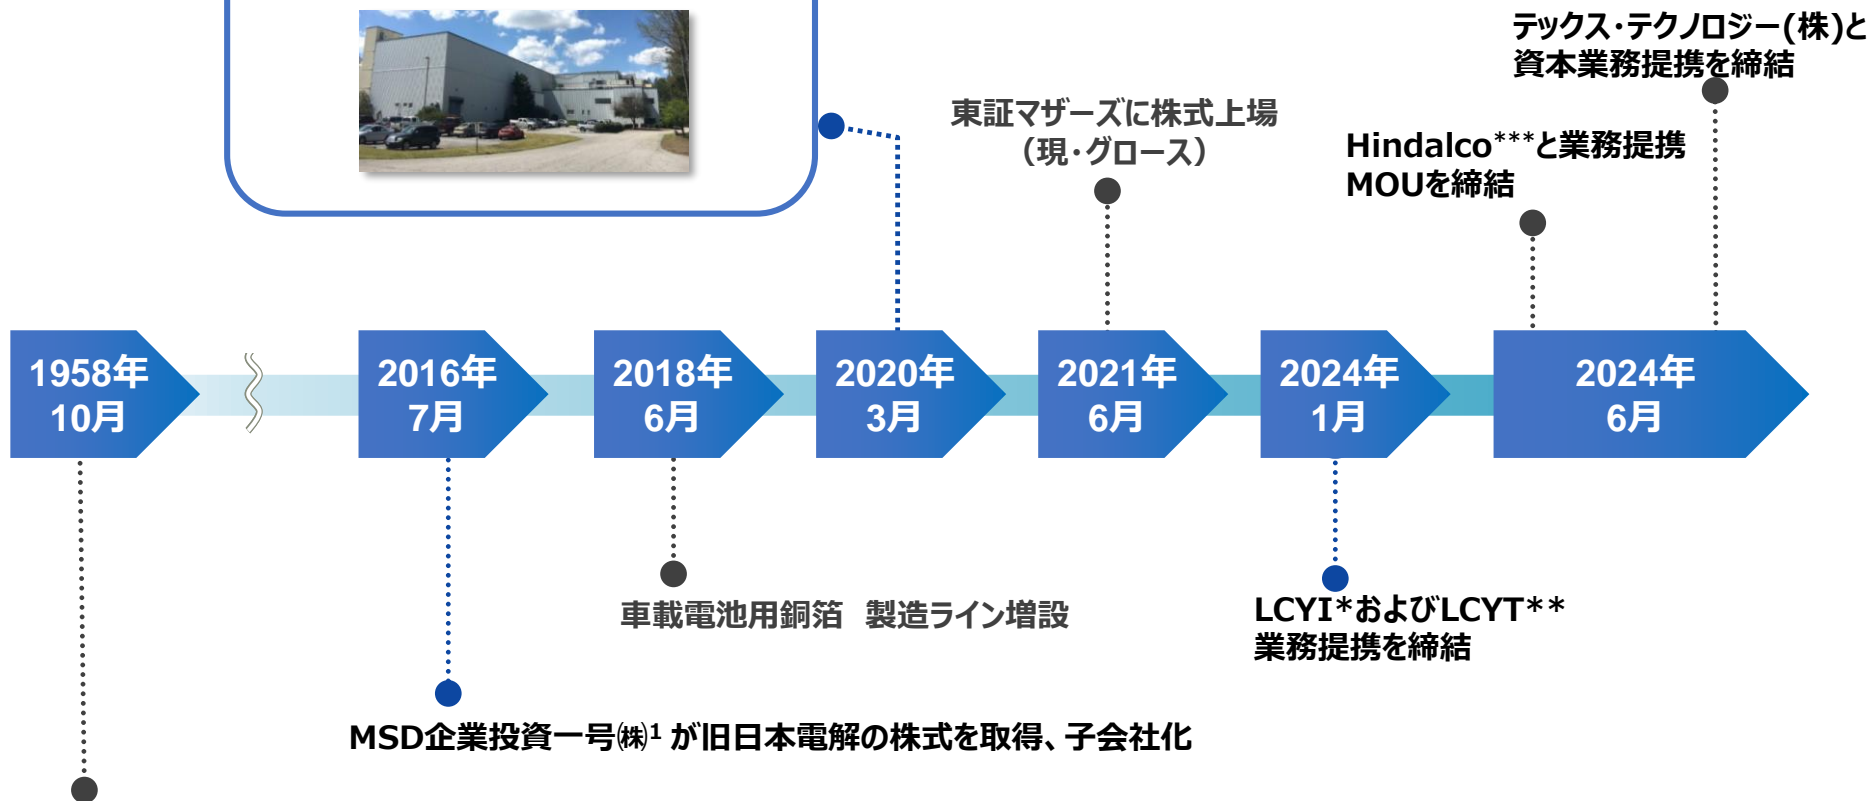 テックス・テクノロジー(株)と
資本業務提携を締結
東証マザーズに株式上場
（現・グロース）
Hindalco***と業務提携
MOUを締結
1958年
10月
2016年
7月
2018年
6月
2020年
3月
2021年
6月
2024年
1月
2024年
6月
車載電池用銅箔　製造ライン増設
LCYI*およびLCYT**
業務提携を締結
MSD企業投資一号㈱1 が旧日本電解の株式を取得、子会社化